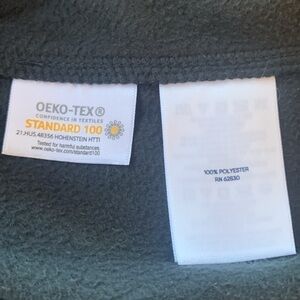 OEKO-TEX®
CONFIDENCE IN TEXTILES
STANDARD 100
21.HUS.48356 HOHENSTEIN HTTI
Tested for harmful substances
www.oeko-tex.com/standard100
100% POLYESTER
RN 62830